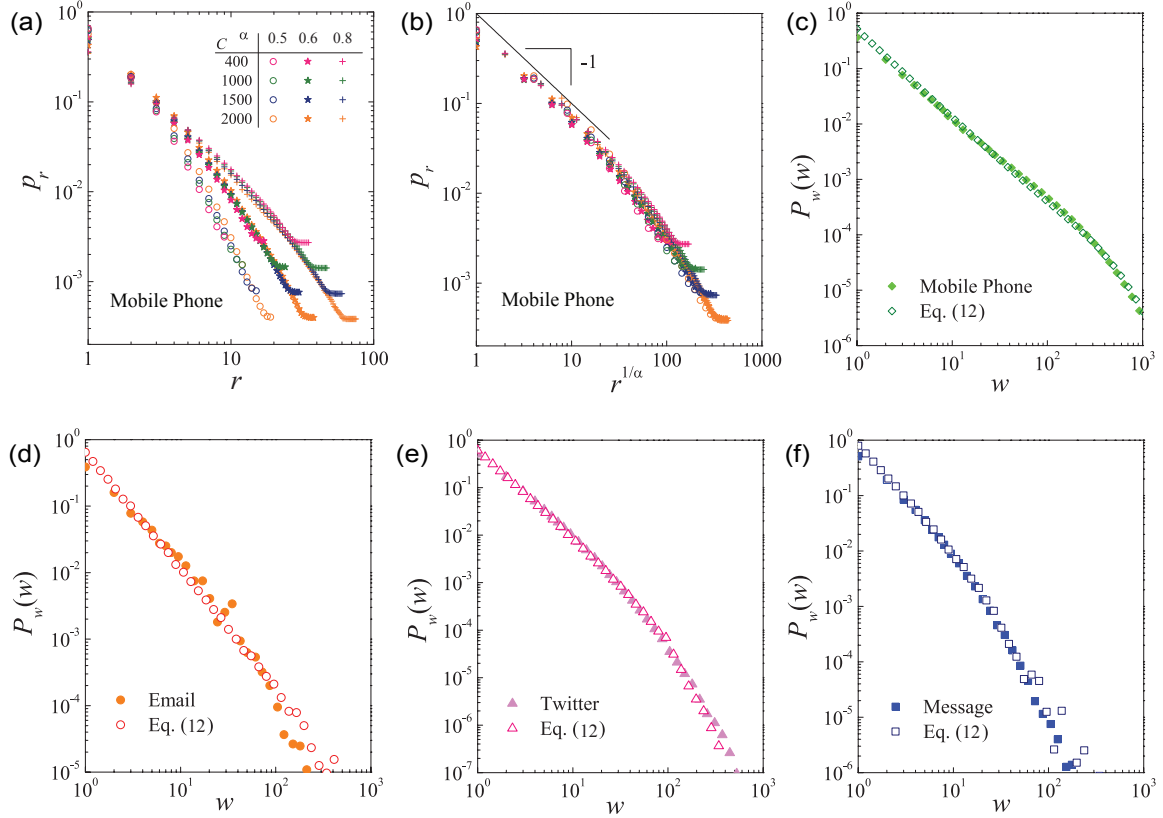 (a)
10^0
10^-1
10^-2
10^-3
p_r
1
10
100
r
C α 0.5 0.6 0.8
400
1000
1500
2000
Mobile Phone
(b)
10^0
10^-1
10^-2
10^-3
p_r
1
10
100
1000
r^1/α
-1
Mobile Phone
(c)
10^0
10^-1
10^-2
10^-3
10^-4
10^-5
10^-6
P_w(w)
10^0
10^1
10^2
10^3
w
Mobile Phone
Eq. (12)
(d)
10^0
10^-1
10^-2
10^-3
10^-4
10^-5
P_w(w)
10^0
10^1
10^2
10^3
w
Email
Eq. (12)
(e)
10^0
10^-1
10^-2
10^-3
10^-4
10^-5
10^-6
10^-7
P_w(w)
10^0
10^1
10^2
10^3
w
Twitter
Eq. (12)
(f)
10^0
10^-1
10^-2
10^-3
10^-4
10^-5
10^-6
P_w(w)
10^0
10^1
10^2
10^3
w
Message
Eq. (12)